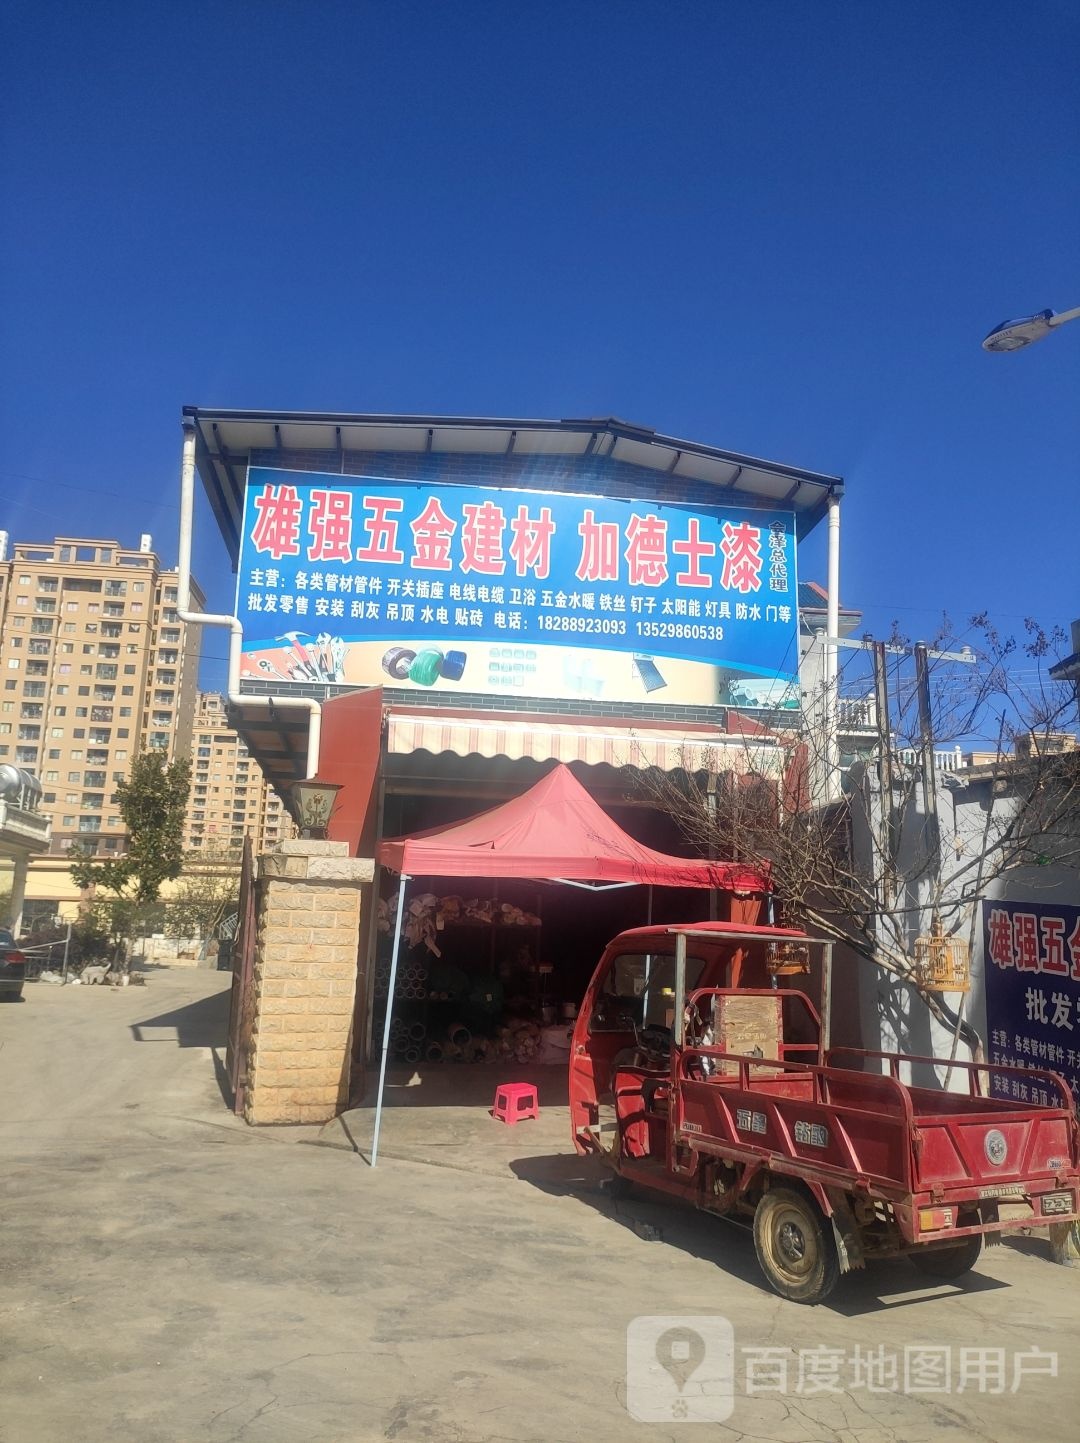 雄强五金建材 加德士漆
会泽总代理
主营：各类管材管件 开关插座 电线电缆 卫浴 五金水暖 铁丝 钉子 太阳能 灯具 防水 门等
批发零售 安装 刮灰 吊顶 水电 贴砖 电话：18288923093 13529860538
雄强五金
批发
主营：各类管材管件 开
五金水暖 铁丝
安装 刮灰 吊顶 水
百度地图用户